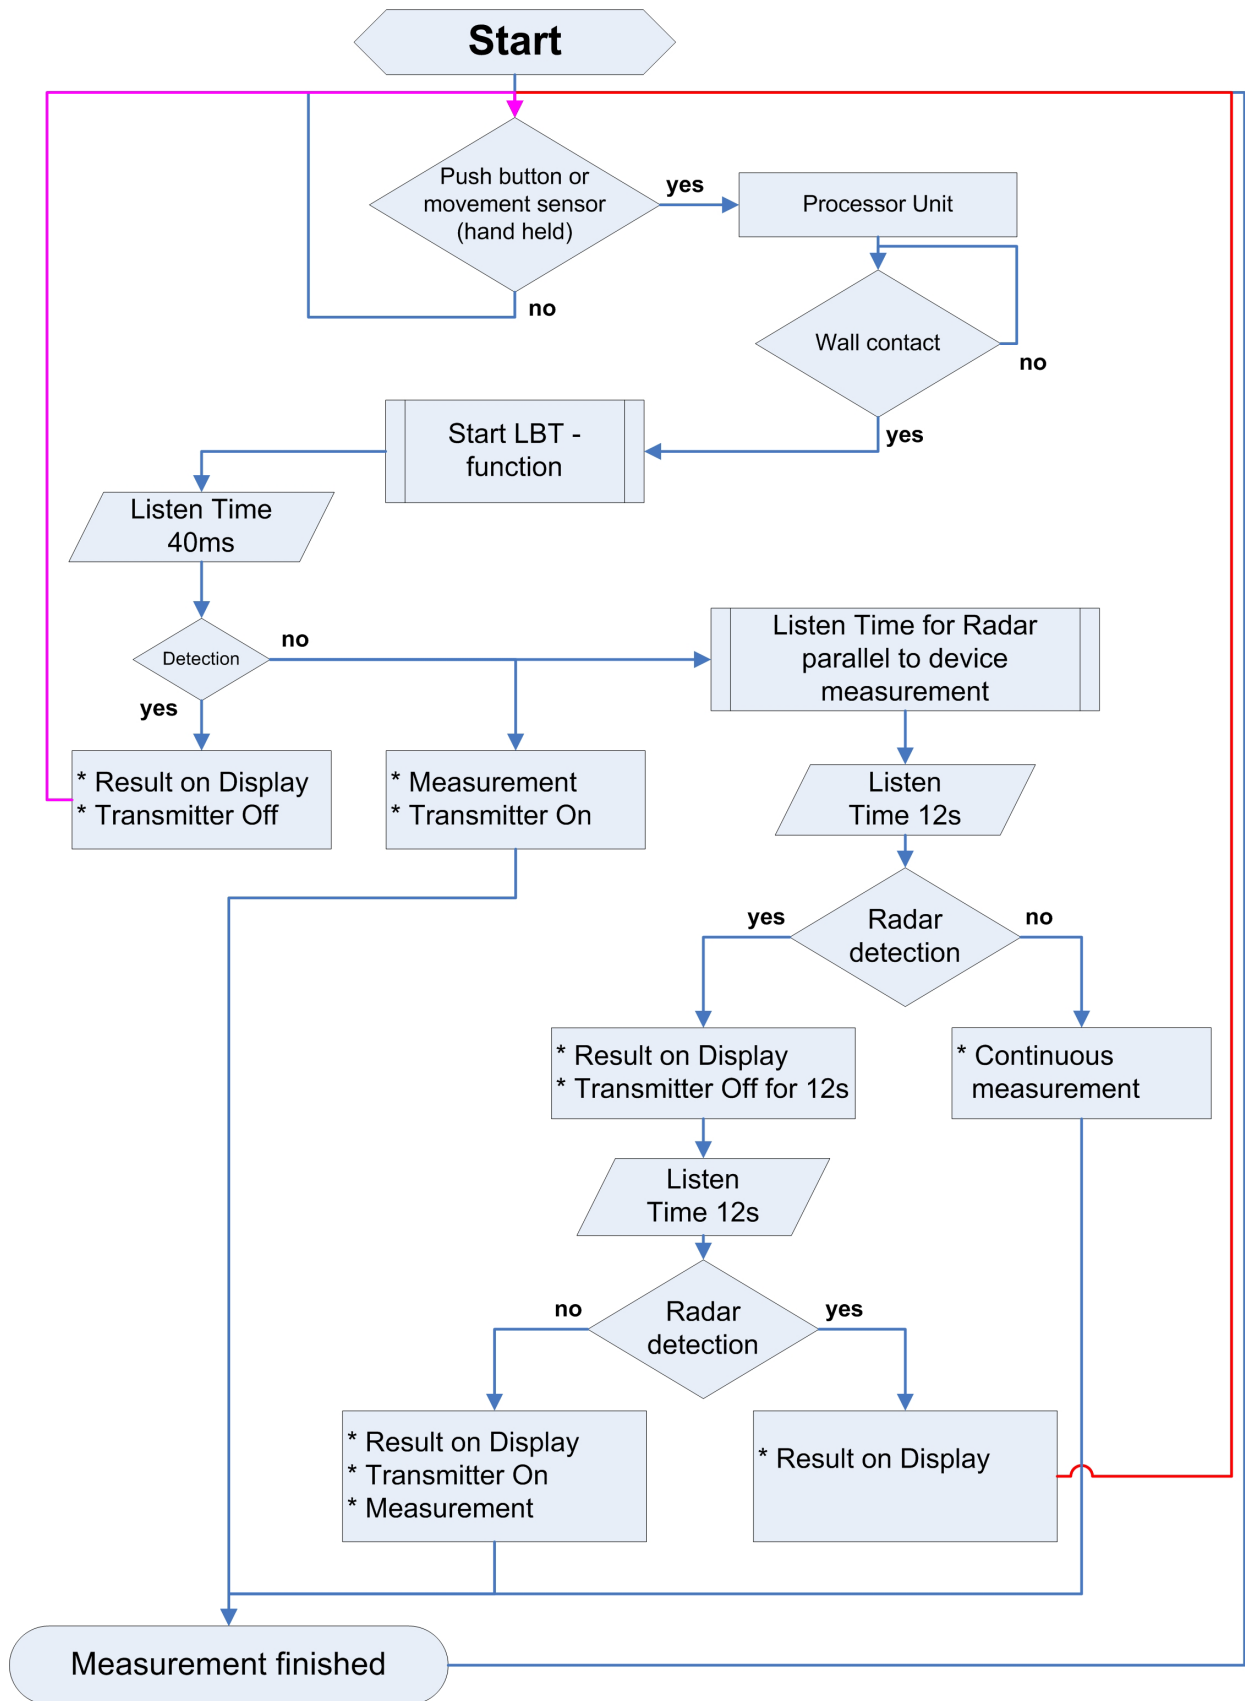 Start
Push button or
movement sensor
(hand held)
yes
no
Processor Unit
Wall contact
no
yes
Start LBT -
function
Listen Time
40ms
Detection
no
yes
Listen Time for Radar
parallel to device
measurement
* Result on Display
* Transmitter Off
* Measurement
* Transmitter On
Listen
Time 12s
Radar
detection
yes
no
* Result on Display
* Transmitter Off for 12s
* Continuous
measurement
Listen
Time 12s
Radar
detection
no
yes
* Result on Display
* Transmitter On
* Measurement
* Result on Display
Measurement finished